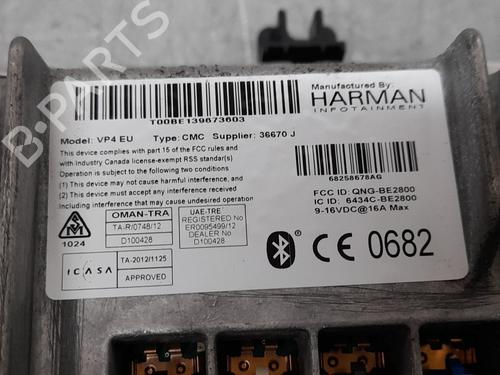 T00BE139673603
Manufactured By:
HARMAN
INFOTAINMENT
Model: VP4 EU Type: CMC Supplier: 36670 J
This device complies with part 15 of the FCC rules and
with Industry Canada license-exempt RSS standar(s)
Operation is subject to the following two conditions
(1) This device may not cause harmful interference, and
(2) This device must accept any interference
IC including interference that may cause undesired operation
68258678AG
FCC ID: QNG-BE2800
IC ID: 6434C-BE2800
9-16VDC@16A Max
1024
OMAN-TRA
TA-R/0748/12
D100428
UAE-TRE
REGISTERED No
ER0095499/12
DEALER No
D100428
ICASA
TA-2012/1125
APPROVED
CE 0682
B-PARTS